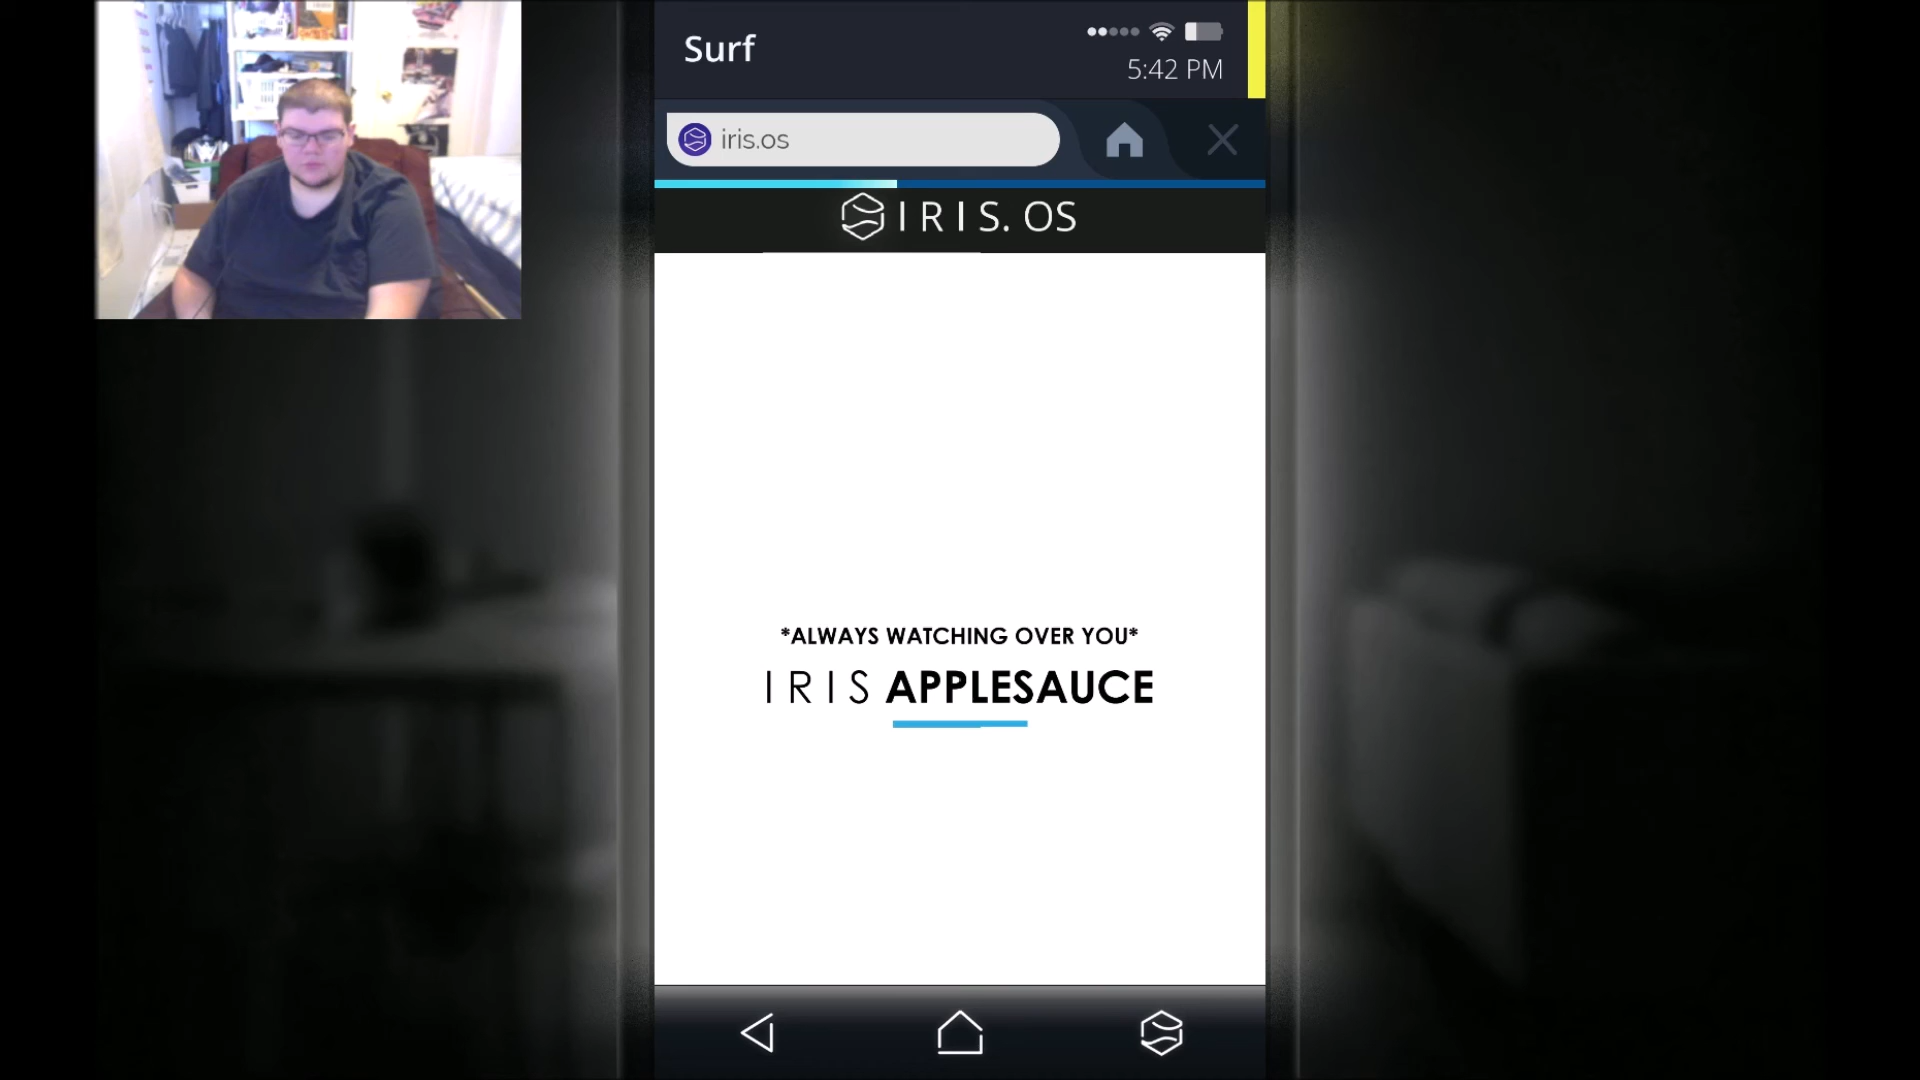 Surf
5:42 PM
iris.os
IRIS. OS
*ALWAYS WATCHING OVER YOU*
IRIS APPLESAUCE